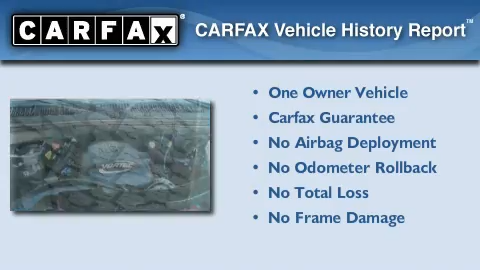 CARFAX®
CARFAX Vehicle History Report™
• One Owner Vehicle
• Carfax Guarantee
• No Airbag Deployment
• No Odometer Rollback
• No Total Loss
• No Frame Damage